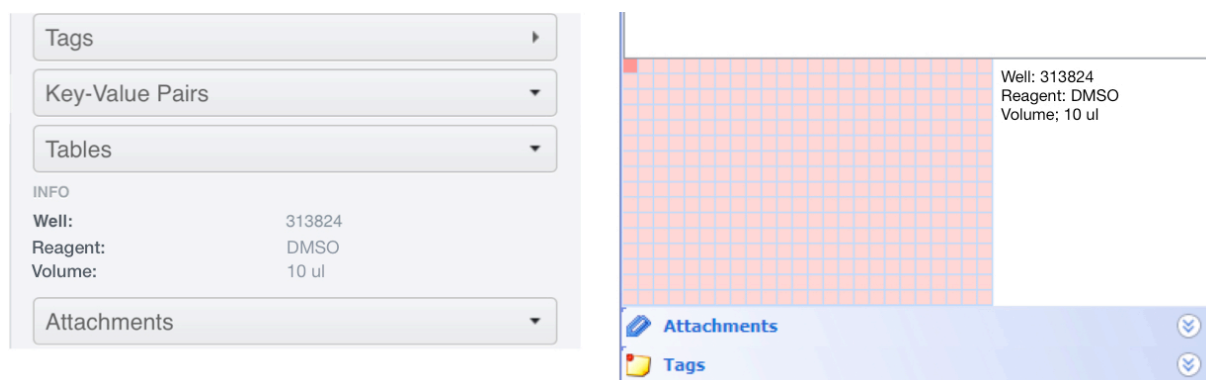 Tags
Key-Value Pairs
Tables
INFO
Well: 313824
Reagent: DMSO
Volume: 10 ul
Attachments
Well: 313824
Reagent: DMSO
Volume; 10 ul
Attachments
Tags